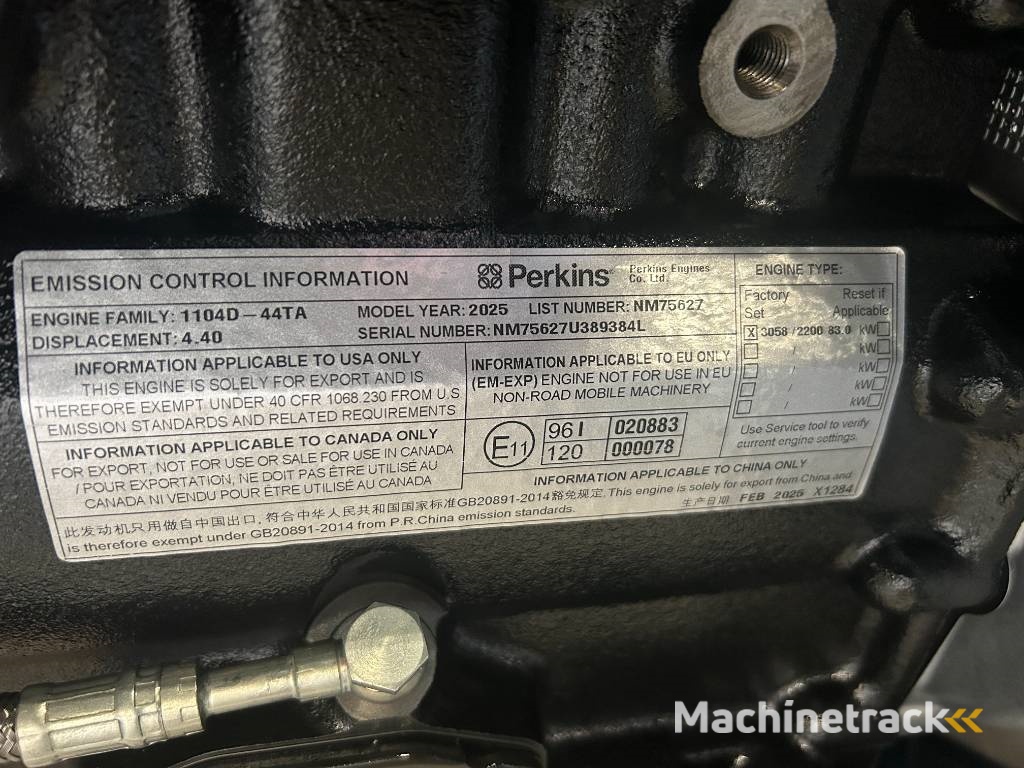 EMISSION CONTROL INFORMATION
Perkins
Perkins Engines
Co. Ltd.
ENGINE FAMILY: 1104D-44TA
MODEL YEAR: 2025
LIST NUMBER: NM75627
DISPLACEMENT: 4.40
SERIAL NUMBER: NM75627U389384L
INFORMATION APPLICABLE TO USA ONLY
THIS ENGINE IS SOLELY FOR EXPORT AND IS
THEREFORE EXEMPT UNDER 40 CFR 1068.230 FROM U.S
EMISSION STANDARDS AND RELATED REQUIREMENTS
INFORMATION APPLICABLE TO CANADA ONLY
FOR EXPORT, NOT FOR USE OR SALE FOR USE IN CANADA
/ POUR EXPORTATION, NE DOIT PAS ÊTRE UTILISÉ AU
CANADA NI VENDU POUR ÊTRE UTILISÉ AU CANADA
INFORMATION APPLICABLE TO EU ONLY
(EM-EXP) ENGINE NOT FOR USE IN EU
NON-ROAD MOBILE MACHINERY
E11
96I 020883
120 000078
ENGINE TYPE:
Factory Set
Reset if Applicable
X 3058 / 2200 83.0 kW
/ kW
/ kW
/ kW
/ kW
Use Service tool to verify
current engine settings.
INFORMATION APPLICABLE TO CHINA ONLY
此发动机只用做自中国出口, 符合中华人民共和国国家标准GB20891-2014豁免规定. This engine is solely for export from China and
is therefore exempt under GB20891-2014 from P.R.China emission standards.
生产日期 FEB 2025 X1284
Machinetrack